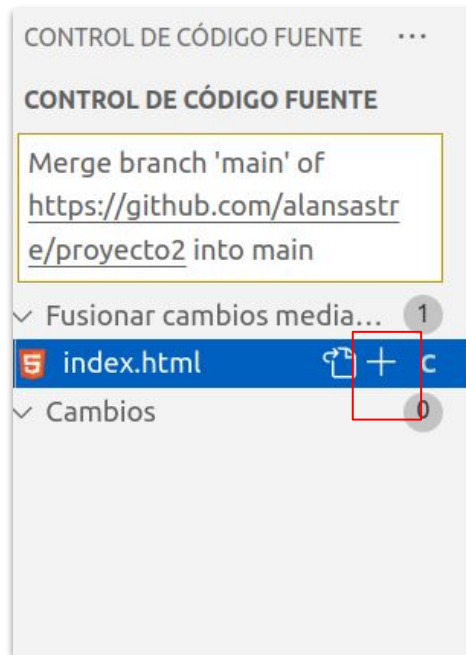 CONTROL DE CÓDIGO FUENTE ...
CONTROL DE CÓDIGO FUENTE
Merge branch 'main' of
https://github.com/alansastr
e/proyecto2 into main
Fusionar cambios media... 1
index.html C
Cambios 0